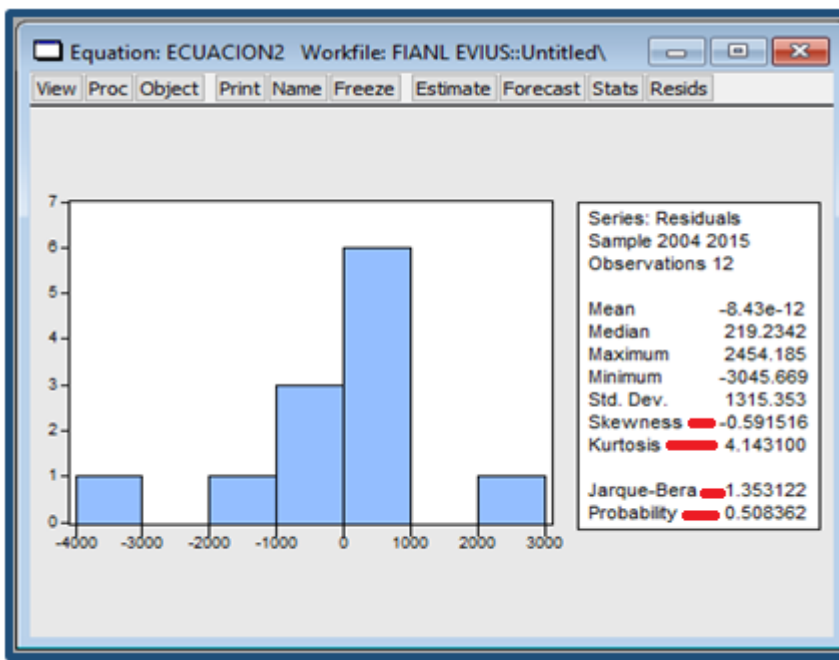 Equation: ECUACION2 Workfile: FIANL EVIUS::Untitled\
View Proc Object Print Name Freeze Estimate Forecast Stats Resids
7
6
5
4
3
2
1
0
-4000 -3000 -2000 -1000 0 1000 2000 3000
Series: Residuals
Sample 2004 2015
Observations 12
Mean -8.43e-12
Median 219.2342
Maximum 2454.185
Minimum -3045.669
Std. Dev. 1315.353
Skewness -0.591516
Kurtosis 4.143100
Jarque-Bera 1.353122
Probability 0.508362